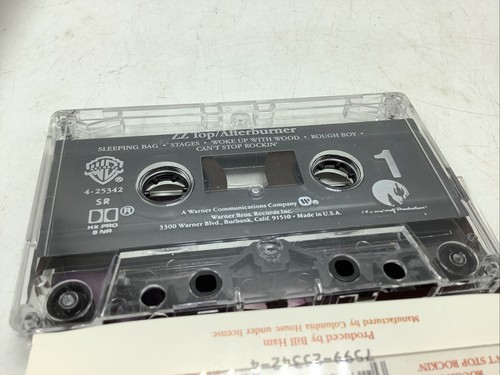 ZZ Top/Afterburner
SLEEPING BAG • STAGES • WOKE UP WITH WOOD • ROUGH BOY •
CAN'T STOP ROCKIN'
1
4-25342
SR
HX PRO
B NR
A Warner Communications Company
Warner Bros. Records Inc.
3300 Warner Blvd., Burbank, Calif. 91510 • Made in U.S.A.
Manufactured by Columbia House under license.
Produced by Bill Ham
7599-25342-4
'T STOP ROCKIN'